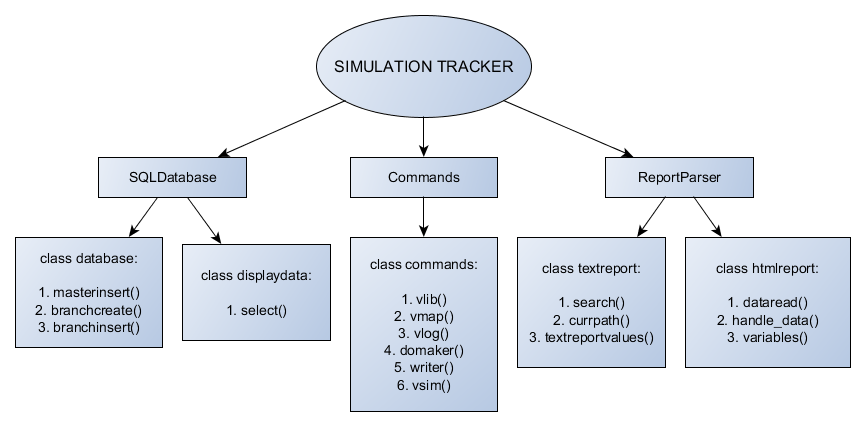 SIMULATION TRACKER
SQLDatabase
Commands
ReportParser
class database:
1. masterinsert()
2. branchcreate()
3. branchinsert()
class displaydata:
1. select()
class commands:
1. vlib()
2. vmap()
3. vlog()
4. domaker()
5. writer()
6. vsim()
class textreport:
1. search()
2. currpath()
3. textreportvalues()
class htmlreport:
1. dataread()
2. handle_data()
3. variables()